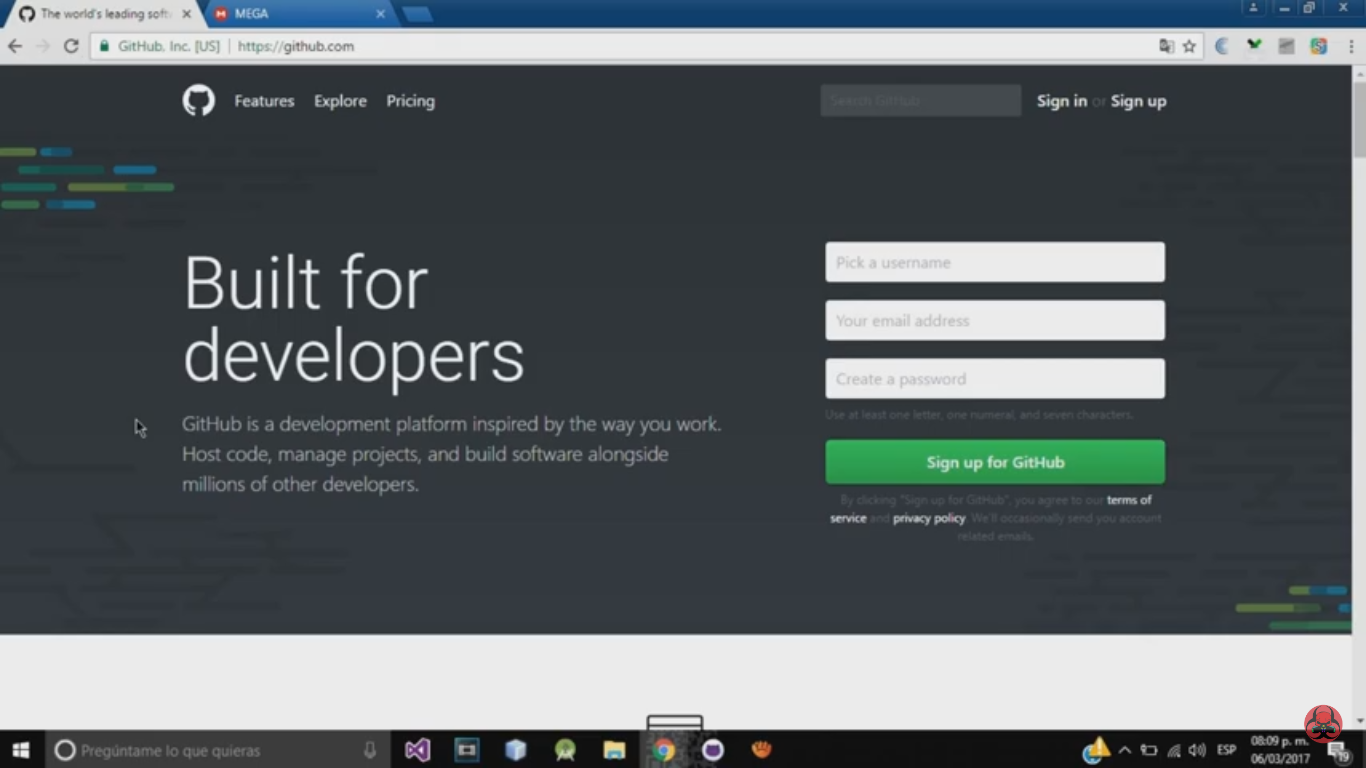 The world's leading soft
MEGA
GitHub, Inc. [US] | https://github.com
Features Explore Pricing
Search GitHub
Sign in or Sign up
Built for
developers
GitHub is a development platform inspired by the way you work.
Host code, manage projects, and build software alongside
millions of other developers.
Pick a username
Your email address
Create a password
Use at least one letter, one numeral, and seven characters.
Sign up for GitHub
By clicking "Sign up for GitHub", you agree to our terms of
service and privacy policy. We'll occasionally send you account
related emails.
Pregúntame lo que quieras
ESP
08:09 p. m.
06/03/2017
19